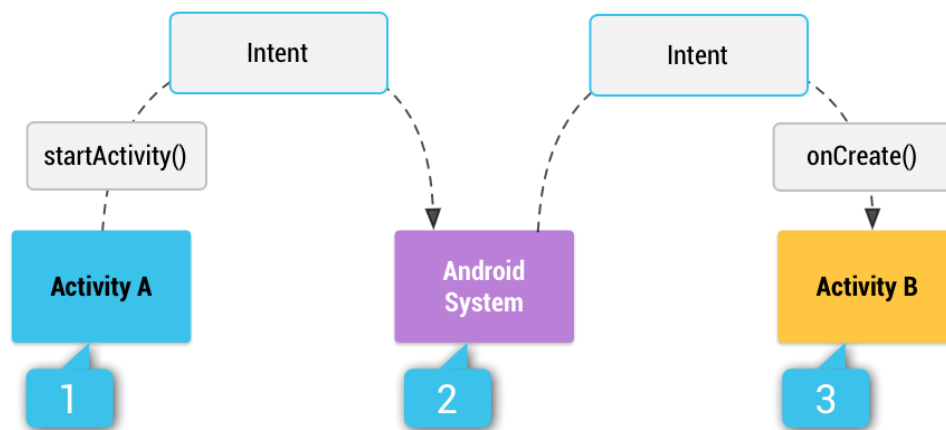 Intent
Intent
startActivity()
onCreate()
Activity A
Android
System
Activity B
1
2
3